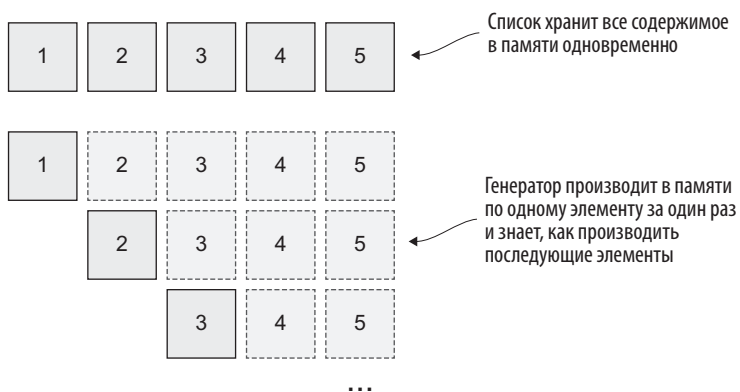 Список хранит все содержимое
в памяти одновременно
1 2 3 4 5
1 2 3 4 5
Генератор производит в памяти
по одному элементу за один раз
и знает, как производить
последующие элементы
2 3 4 5
3 4 5
...